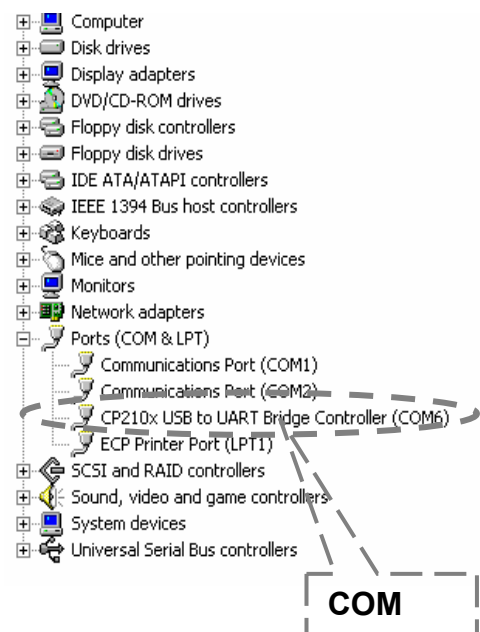 Computer
Disk drives
Display adapters
DVD/CD-ROM drives
Floppy disk controllers
Floppy disk drives
IDE ATA/ATAPI controllers
IEEE 1394 Bus host controllers
Keyboards
Mice and other pointing devices
Monitors
Network adapters
Ports (COM & LPT)
Communications Port (COM1)
Communications Port (COM2)
CP210x USB to UART Bridge Controller (COM6)
ECP Printer Port (LPT1)
SCSI and RAID controllers
Sound, video and game controllers
System devices
Universal Serial Bus controllers
COM